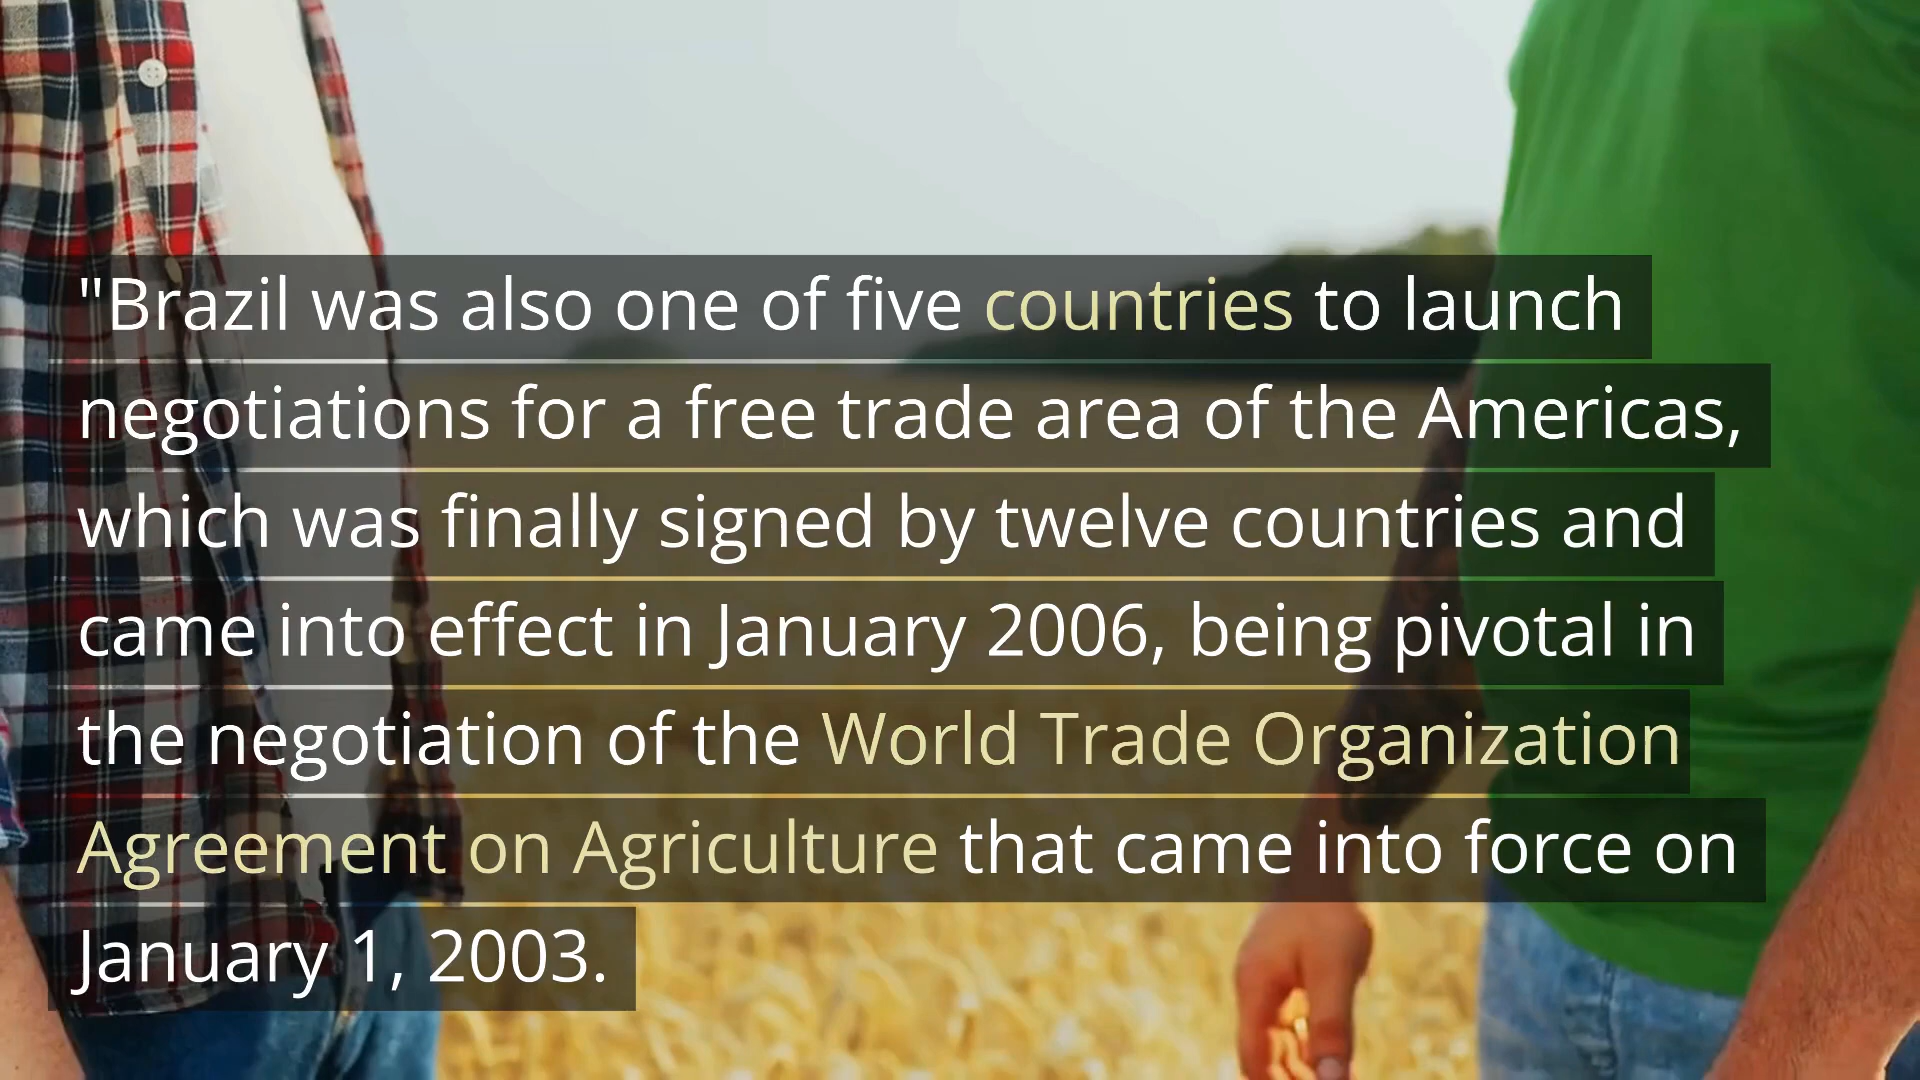 "Brazil was also one of five countries to launch
negotiations for a free trade area of the Americas,
which was finally signed by twelve countries and
came into effect in January 2006, being pivotal in
the negotiation of the World Trade Organization
Agreement on Agriculture that came into force on
January 1, 2003.